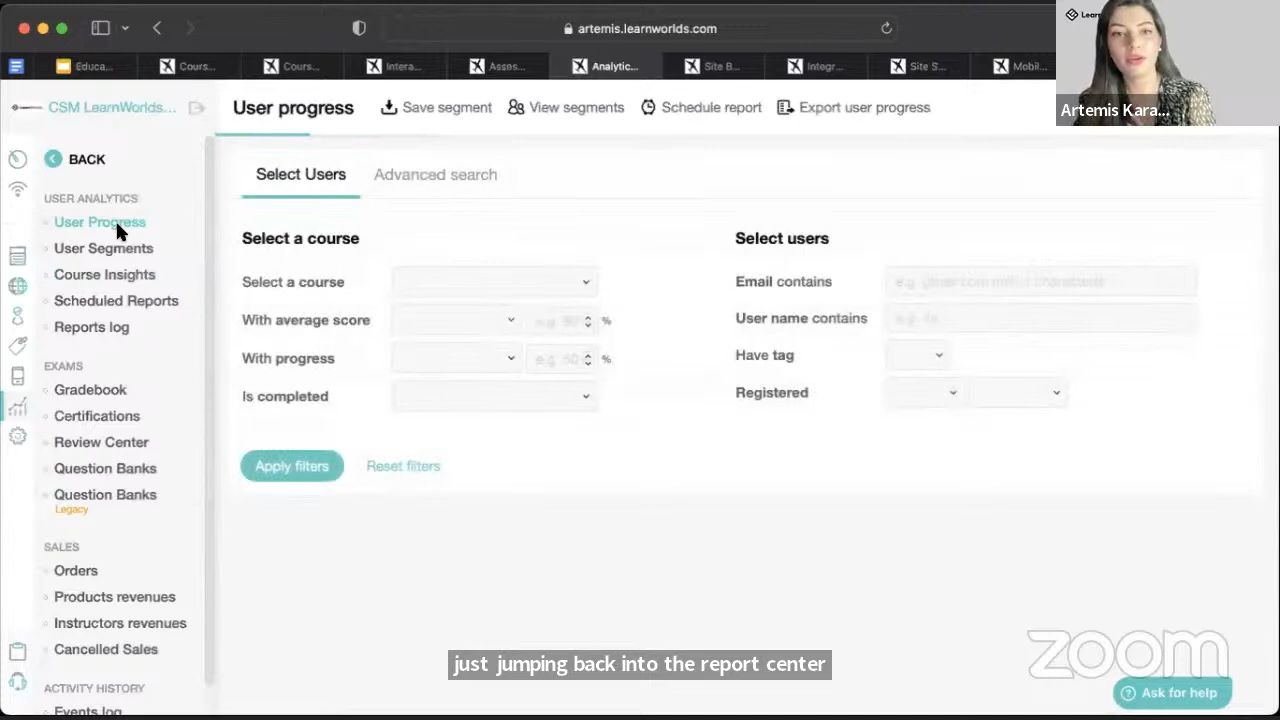 artemis.learnworlds.com
Educa...
Cours...
Cours...
Intera...
Asses...
Analytic...
Site B...
Integr...
Site S...
Mobil...
Learn
Artemis Kara...
CSM LearnWorlds...
User progress
Save segment
View segments
Schedule report
Export user progress
BACK
USER ANALYTICS
User Progress
User Segments
Course Insights
Scheduled Reports
Reports log
EXAMS
Gradebook
Certifications
Review Center
Question Banks
Question Banks
Legacy
SALES
Orders
Products revenues
Instructors revenues
Cancelled Sales
ACTIVITY HISTORY
Events log
Select Users
Advanced search
Select a course
Select a course
With average score
e.g. 50
%
With progress
e.g. 50
%
Is completed
Apply filters
Reset filters
Select users
Email contains
User name contains
Have tag
Registered
just jumping back into the report center
zoom
Ask for help